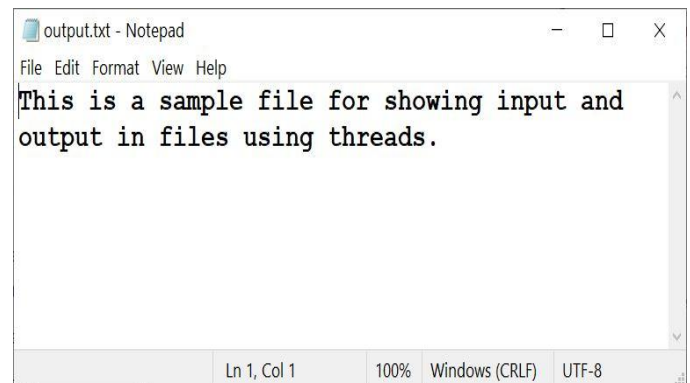 output.txt - Notepad
File Edit Format View Help
This is a sample file for showing input and
output in files using threads.
Ln 1, Col 1 100% Windows (CRLF) UTF-8